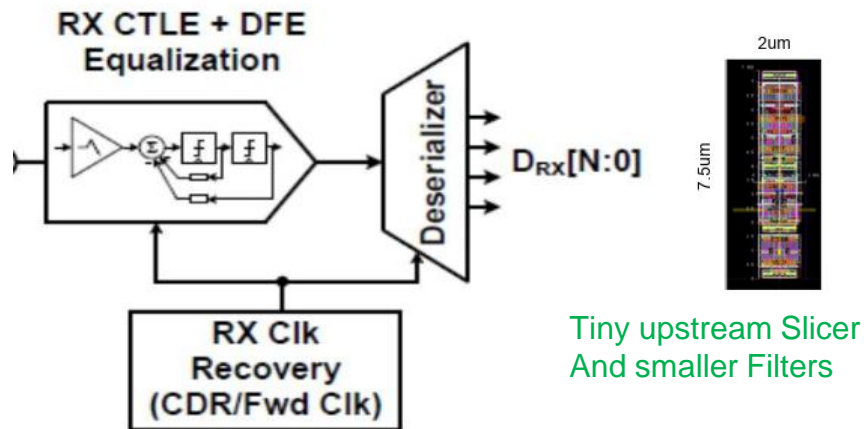 RX CTLE + DFE
Equalization
Σ
Deserializer
D_RX[N:0]
RX Clk
Recovery
(CDR/Fwd Clk)
2um
7.5um
Tiny upstream Slicer
And smaller Filters